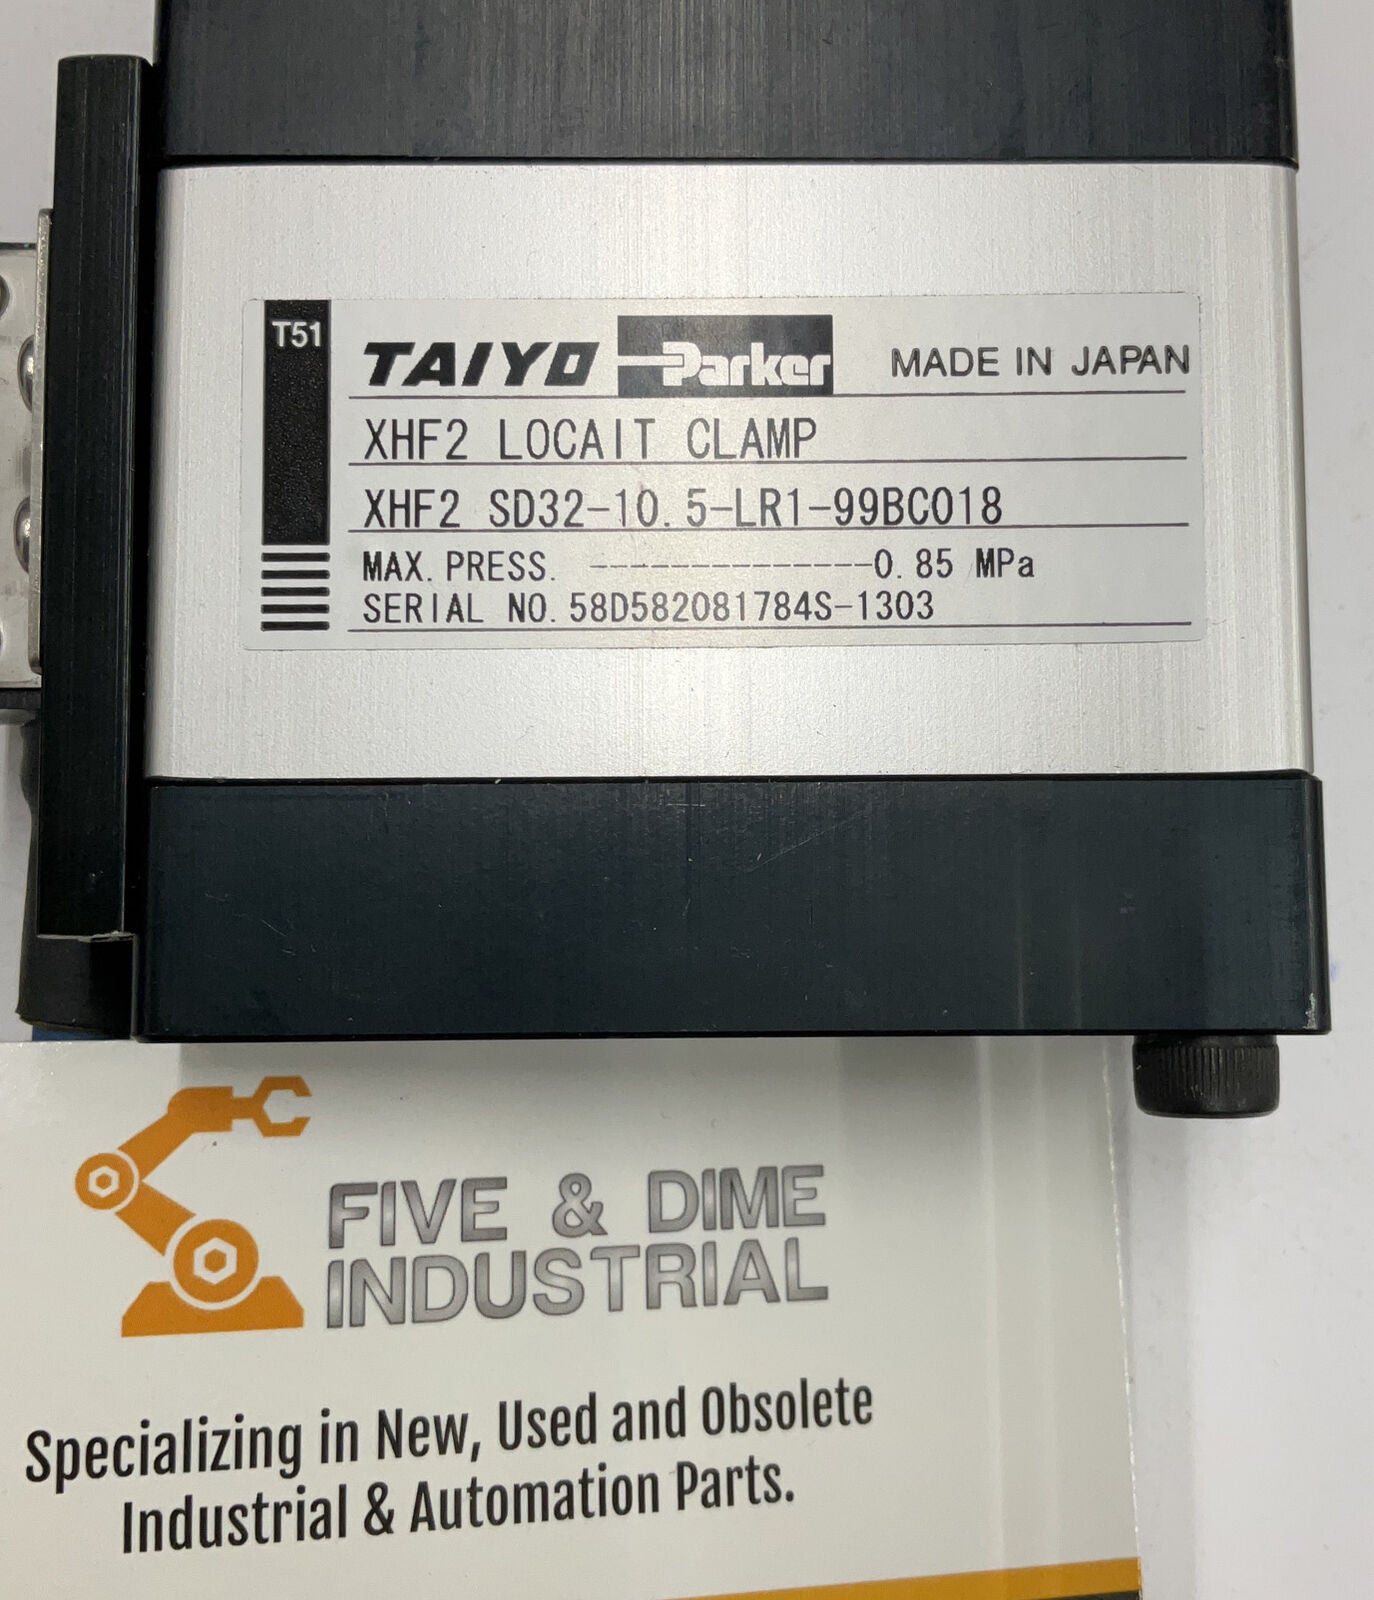 T51
TAIYO Parker MADE IN JAPAN
XHF2 LOCAIT CLAMP
XHF2 SD32-10.5-LR1-99BC018
MAX. PRESS. --------------0.85 MPa
SERIAL NO. 58D582081784S-1303
FIVE & DIME
INDUSTRIAL
Specializing in New, Used and Obsolete
Industrial & Automation Parts.